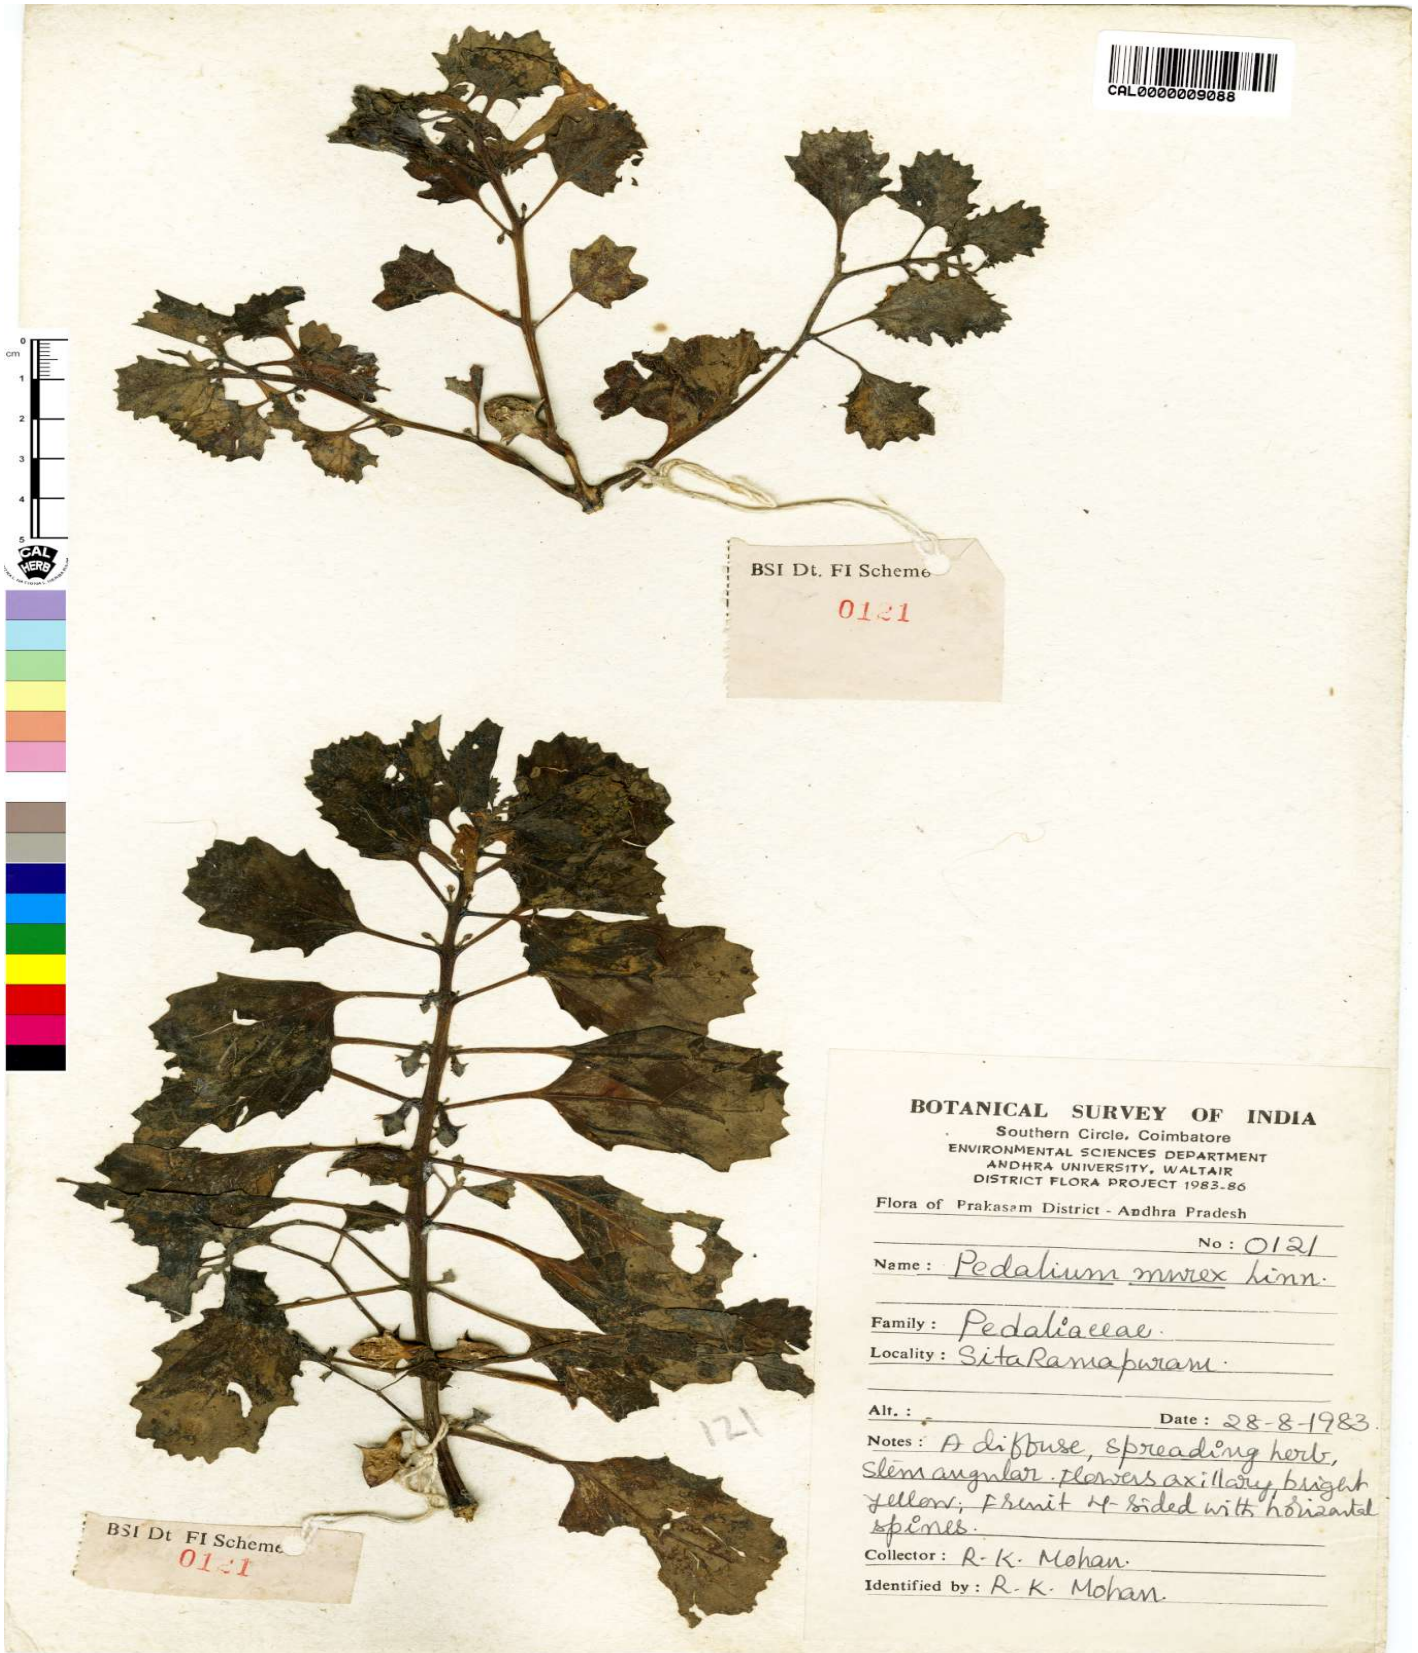 CAL0000009088
0
cm
1
2
3
4
5
CAL
HERB
BSI Dt. FI Scheme
0121
BOTANICAL SURVEY OF INDIA
Southern Circle, Coimbatore
ENVIRONMENTAL SCIENCES DEPARTMENT
ANDHRA UNIVERSITY, WALTAIR
DISTRICT FLORA PROJECT 1983-86
Flora of Prakasam District - Andhra Pradesh
No : 0121
Name : Pedalium murex Linn.
Family : Pedaliaceae.
Locality : SitaRamapuram.
Alt. :
Date : 28-8-1983.
Notes : A diffuse, spreading herb,
Stem angular. Flowers axillary, bright
yellow; Fruit 4-sided with horizontal
spines.
Collector : R. K. Mohan.
Identified by : R. K. Mohan.
121
BSI Dt FI Scheme
0121